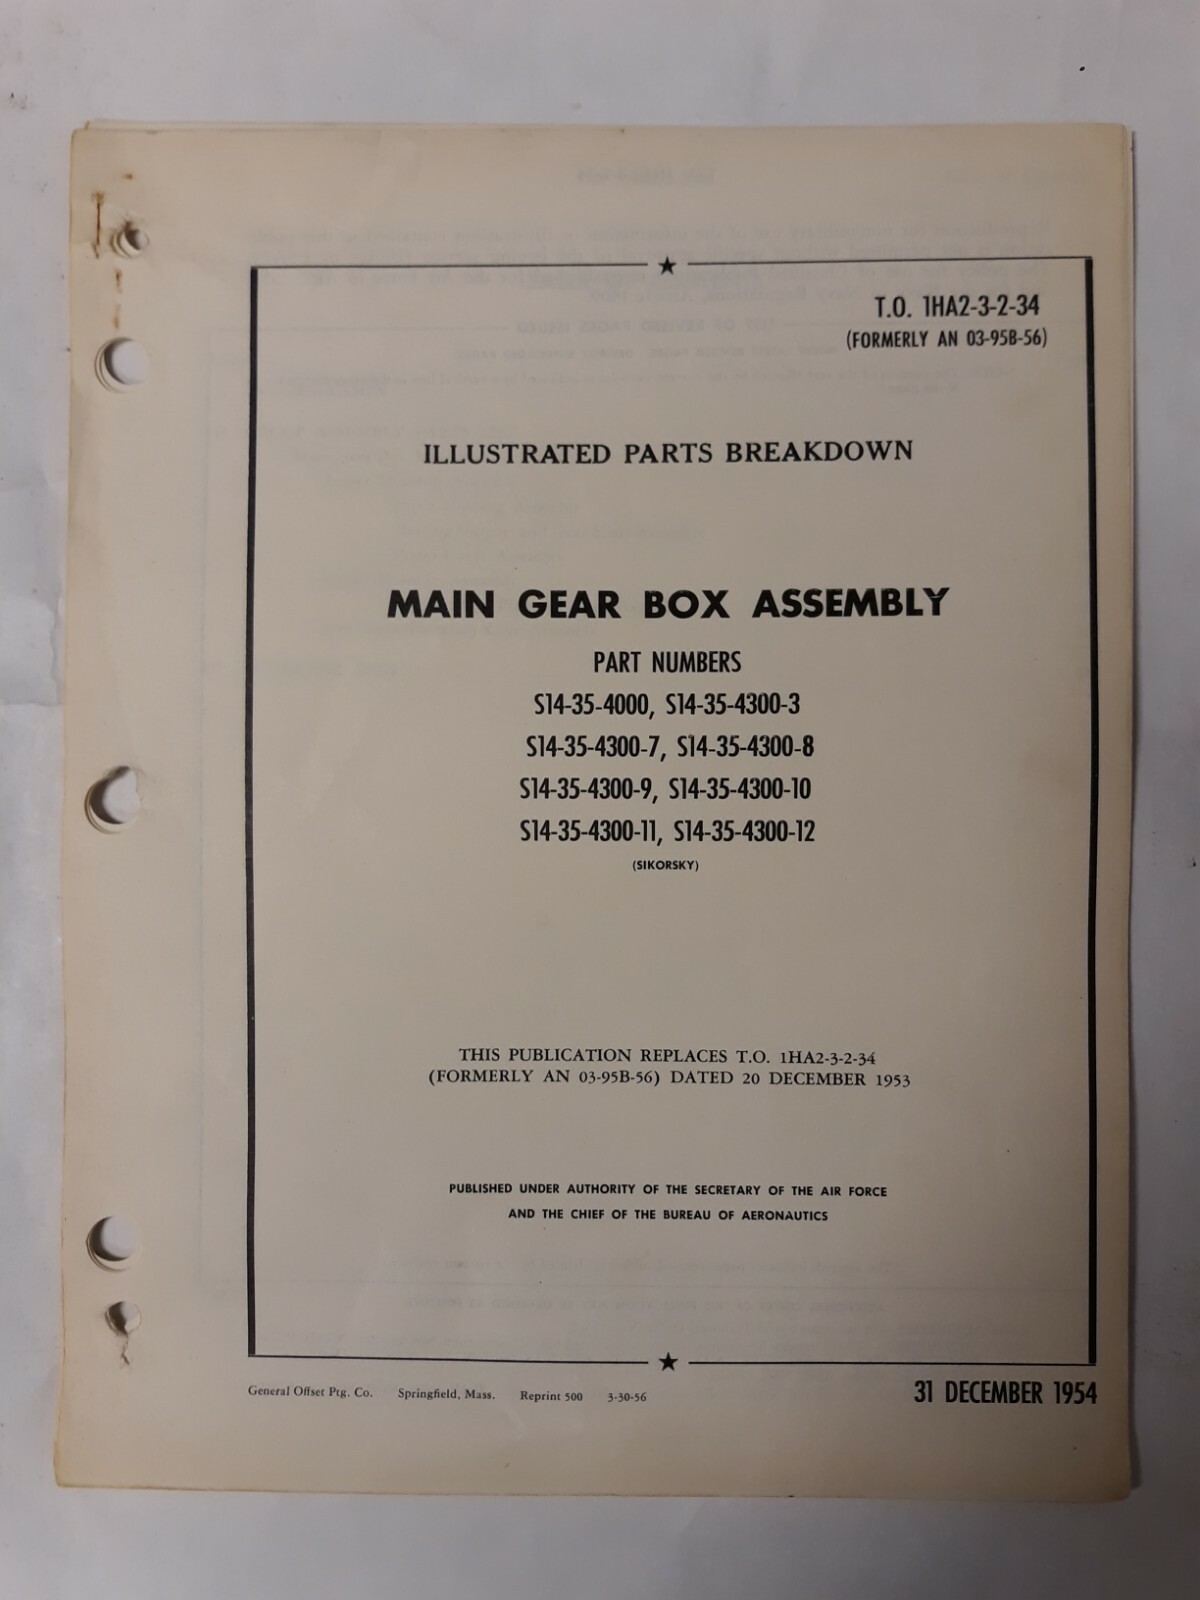 T.O. 1HA2-3-2-34
(FORMERLY AN 03-95B-56)
ILLUSTRATED PARTS BREAKDOWN
MAIN GEAR BOX ASSEMBLY
PART NUMBERS
S14-35-4000, S14-35-4300-3
S14-35-4300-7, S14-35-4300-8
S14-35-4300-9, S14-35-4300-10
S14-35-4300-11, S14-35-4300-12
(SIKORSKY)
THIS PUBLICATION REPLACES T.O. 1HA2-3-2-34
(FORMERLY AN 03-95B-56) DATED 20 DECEMBER 1953
PUBLISHED UNDER AUTHORITY OF THE SECRETARY OF THE AIR FORCE
AND THE CHIEF OF THE BUREAU OF AERONAUTICS
General Offset Ptg. Co. Springfield, Mass. Reprint 500 3-30-56
31 DECEMBER 1954